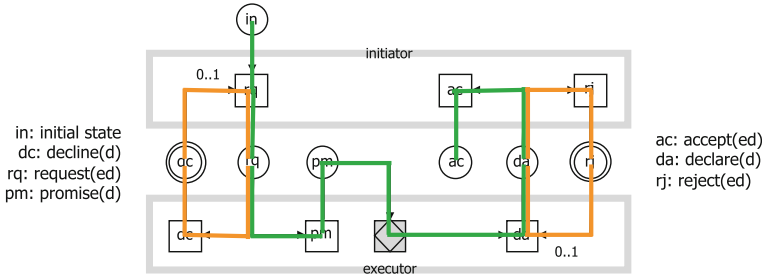 in
initiator
0..1
rq
ac
rj
in: initial state
dc: decline(d)
rq: request(ed)
pm: promise(d)
dc
rq
pm
ac
da
rj
ac: accept(ed)
da: declare(d)
rj: reject(ed)
dc
pm
da
0..1
executor